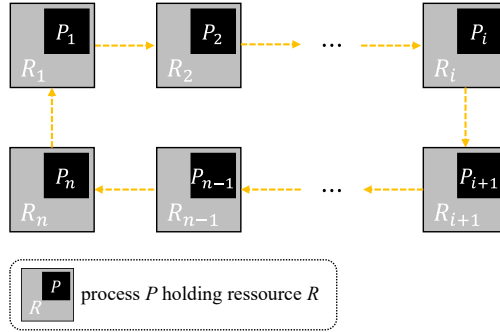 P₁ P₂ ... Pᵢ
R₁ R₂ Rᵢ
Pₙ Pₙ₋₁ ... Pᵢ₊₁
Rₙ Rₙ₋₁ Rᵢ₊₁
P
R process P holding ressource R